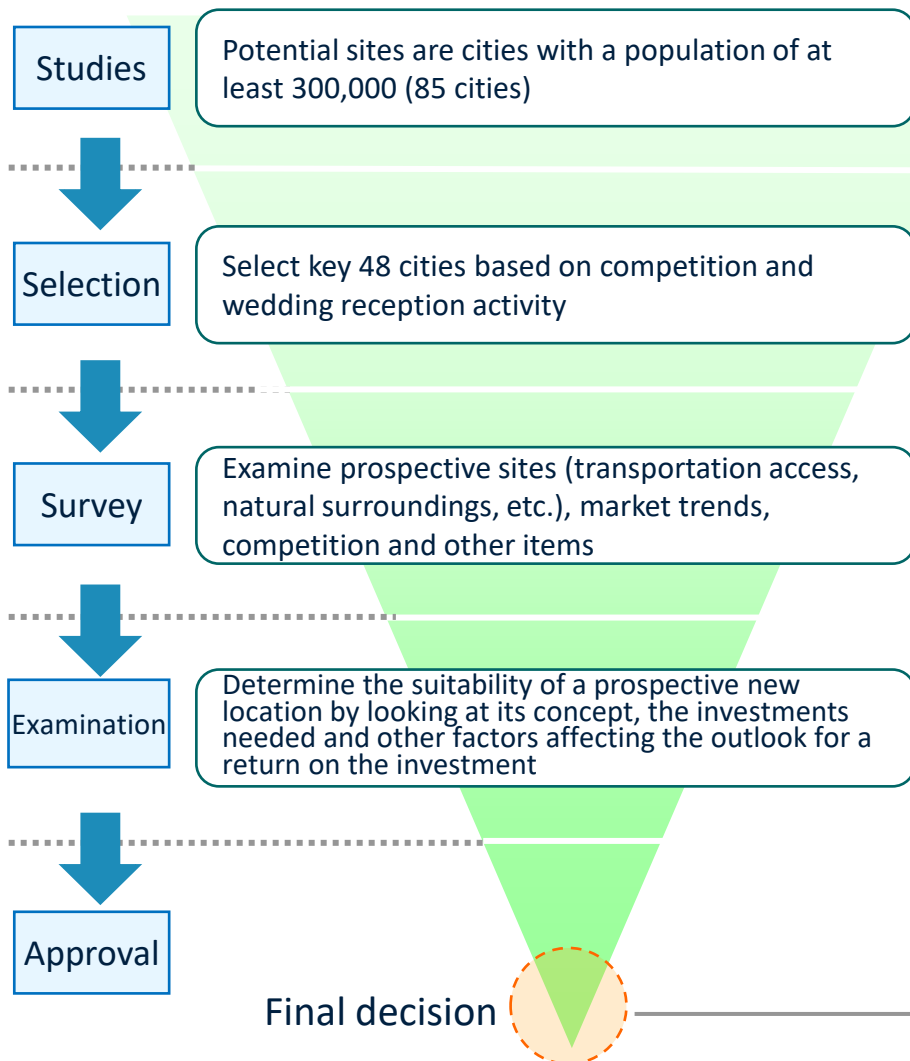 Studies
Potential sites are cities with a population of at
least 300,000 (85 cities)
Selection
Select key 48 cities based on competition and
wedding reception activity
Survey
Examine prospective sites (transportation access,
natural surroundings, etc.), market trends,
competition and other items
Examination
Determine the suitability of a prospective new
location by looking at its concept, the investments
needed and other factors affecting the outlook for a
return on the investment
Approval
Final decision